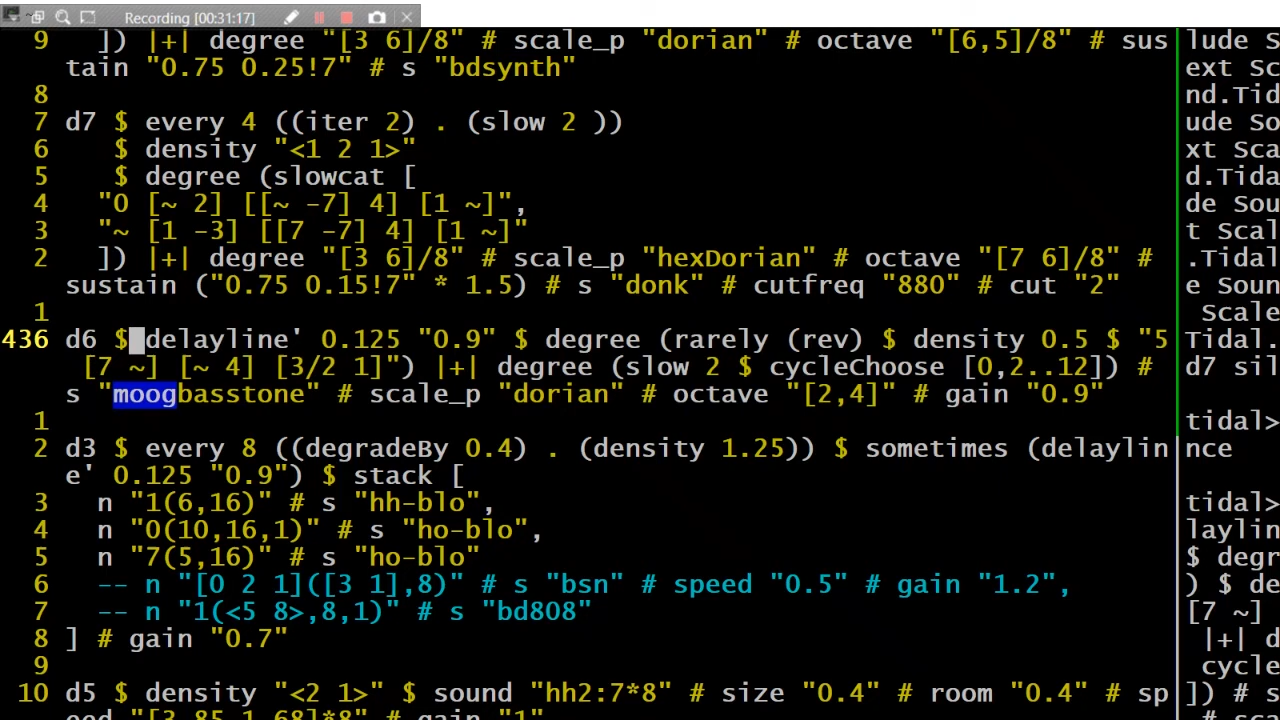 Recording [00:31:17]
9 ]) |+| degree "[3 6]/8" # scale_p "dorian" # octave "[6,5]/8" # sus
tain "0.75 0.25!7" # s "bdsynth"
8
7 d7 $ every 4 ((iter 2) . (slow 2 ))
6 $ density "<1 2 1>"
5 $ degree (slowcat [
4 "0 [~ 2] [[~ -7] 4] [1 ~]",
3 "~ [1 -3] [[7 -7] 4] [1 ~]"
2 ]) |+| degree "[3 6]/8" # scale_p "hexDorian" # octave "[7 6]/8" #
sustain ("0.75 0.15!7" * 1.5) # s "donk" # cutfreq "880" # cut "2"
1
436 d6 $ delayline' 0.125 "0.9" $ degree (rarely (rev) $ density 0.5 $ "5
[7 ~] [~ 4] [3/2 1]") |+| degree (slow 2 $ cycleChoose [0,2..12]) #
s "moogbasstone" # scale_p "dorian" # octave "[2,4]" # gain "0.9"
1
2 d3 $ every 8 ((degradeBy 0.4) . (density 1.25)) $ sometimes (delaylin
e' 0.125 "0.9") $ stack [
3 n "1(6,16)" # s "hh-blo",
4 n "0(10,16,1)" # s "ho-blo",
5 n "7(5,16)" # s "ho-blo"
6 -- n "[0 2 1]([3 1],8)" # s "bsn" # speed "0.5" # gain "1.2",
7 -- n "1(<5 8>,8,1)" # s "bd808"
8 ] # gain "0.7"
9
10 d5 $ density "<2 1>" $ sound "hh2:7*8" # size "0.4" # room "0.4" # sp
eed "[3.85 1.68]*8" # gain "1"
lude S
ext Sc
nd.Tid
ude So
xt Sca
d.Tida
de Sou
t Scal
.Tidal
e Soun
Scale
Tidal.
d7 sil
tidal>
nce
tidal>
laylin
$ degr
) $ de
[7 ~]
|+| d
cycle
]) # s